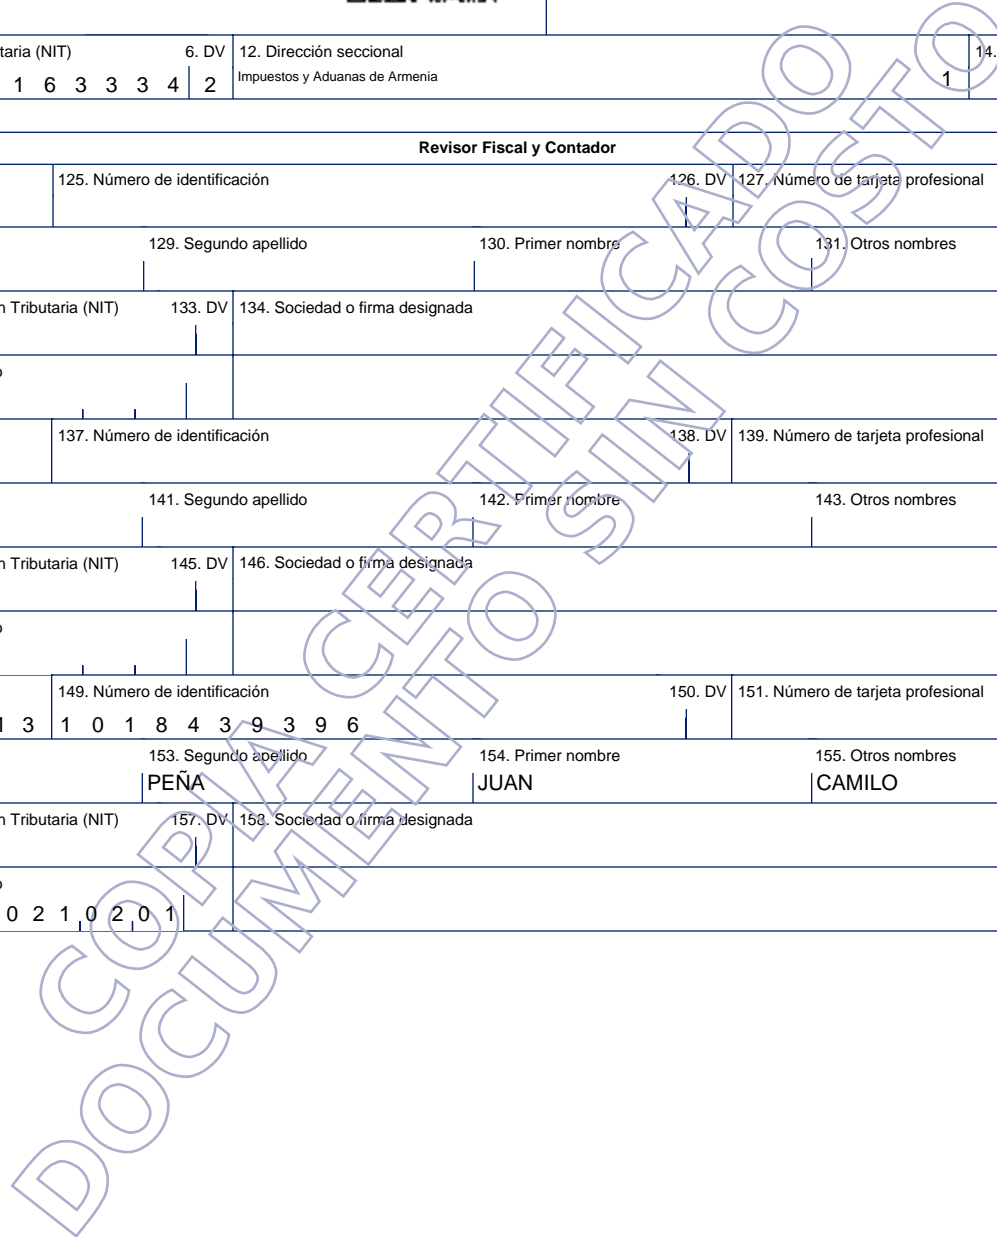 taria (NIT) 6. DV 12. Dirección seccional 14.
1 6 3 3 3 4 2 Impuestos y Aduanas de Armenia 1
Revisor Fiscal y Contador
125. Número de identificación 126. DV 127. Número de tarjeta profesional
129. Segundo apellido 130. Primer nombre 131. Otros nombres
n Tributaria (NIT) 133. DV 134. Sociedad o firma designada
o
137. Número de identificación 138. DV 139. Número de tarjeta profesional
141. Segundo apellido 142. Primer nombre 143. Otros nombres
n Tributaria (NIT) 145. DV 146. Sociedad o firma designada
o
149. Número de identificación 150. DV 151. Número de tarjeta profesional
1 3 1 0 1 8 4 3 9 3 9 6
153. Segundo apellido 154. Primer nombre 155. Otros nombres
PEÑA JUAN CAMILO
n Tributaria (NIT) 157. DV 158. Sociedad o firma designada
o
0 2 1 0 2 0 1
COPIA CERTIFICADO
DOCUMENTO SIN COSTO